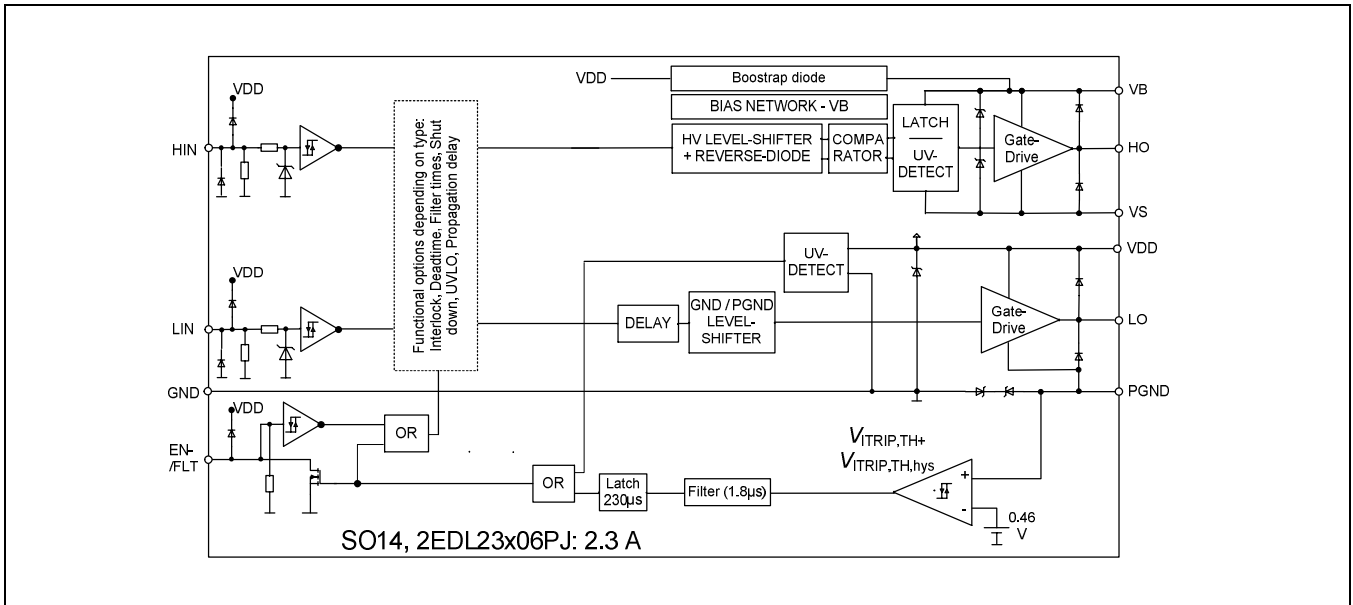 VDD
Boostrap diode
VB
BIAS NETWORK - VB
HV LEVEL-SHIFTER
+ REVERSE-DIODE
COMPA
RATOR
LATCH
UV-
DETECT
Gate-
Drive
HO
VS
VDD
HIN
Functional options depending on type:
Interlock, Deadtime, Filter times, Shut
down, UVLO, Propagation delay
VDD
UV-
DETECT
VDD
LIN
DELAY
GND / PGND
LEVEL-
SHIFTER
Gate-
Drive
LO
GND
PGND
VDD
EN-
/FLT
OR
OR
Latch
230µs
Filter (1.8µs)
VITRIP,TH+
VITRIP,TH,hys
+
-
0.46
V
SO14, 2EDL23x06PJ: 2.3 A